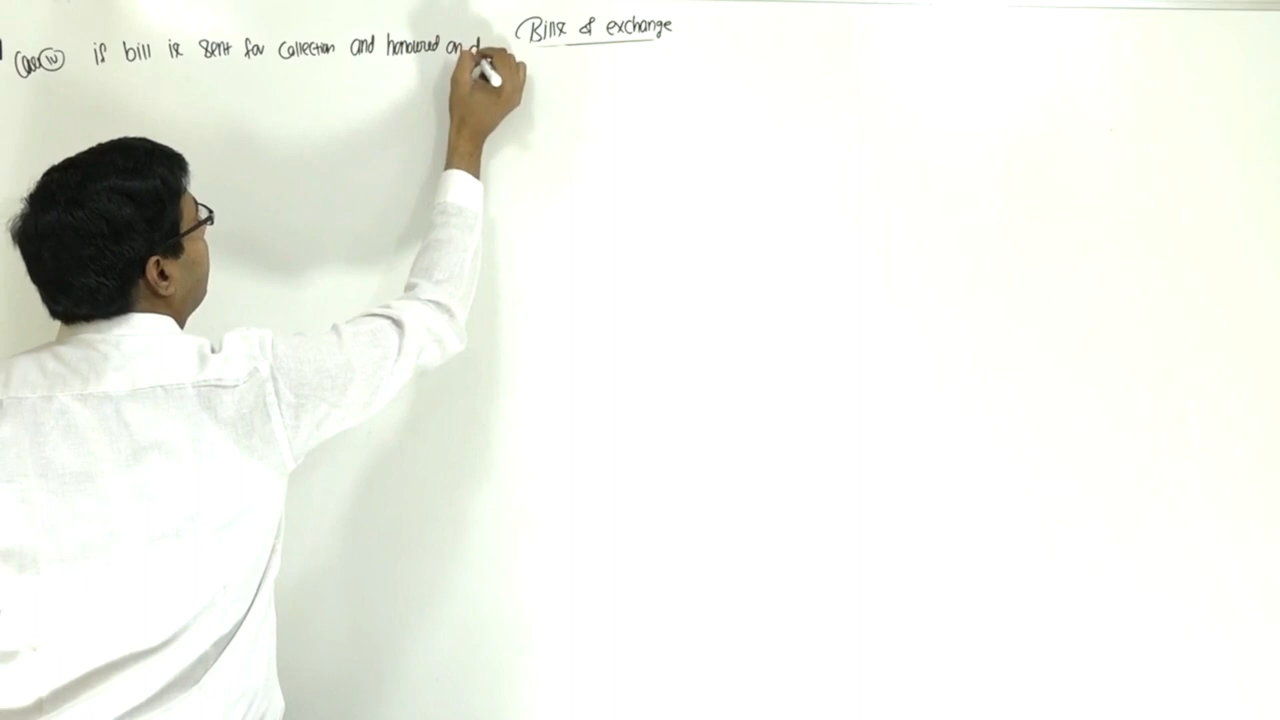 Bills of exchange
Case (iv) if bill is sent for collection and honoured on d